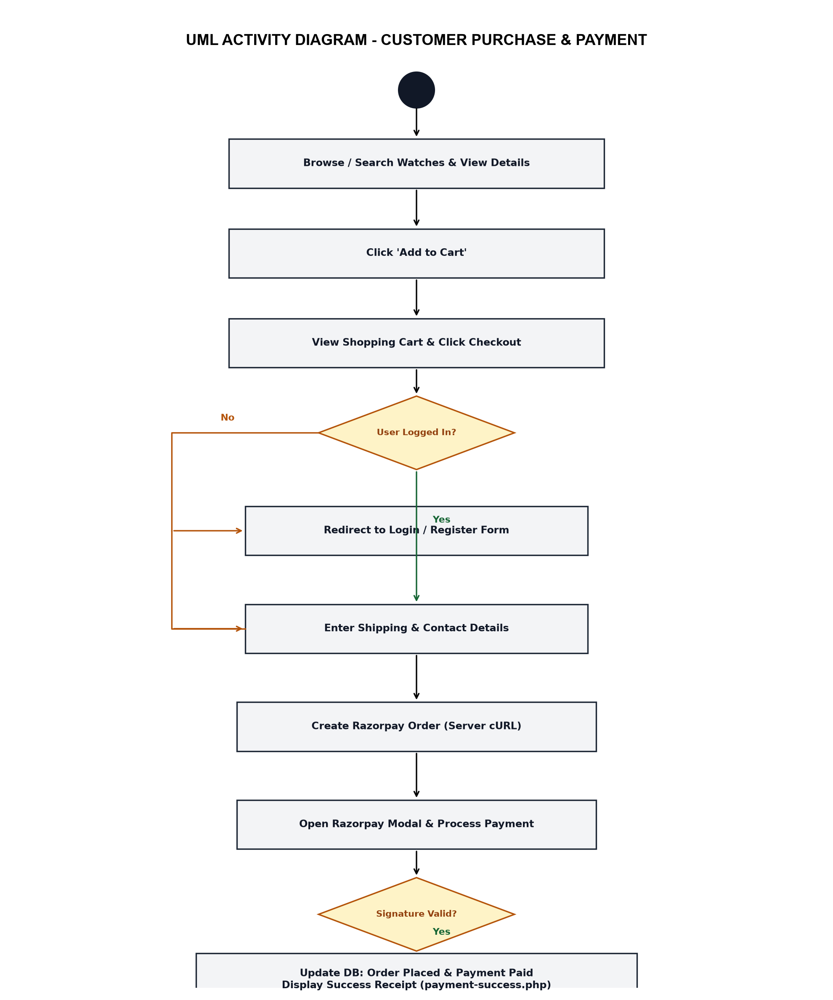 UML ACTIVITY DIAGRAM - CUSTOMER PURCHASE & PAYMENT
Browse / Search Watches & View Details
Click 'Add to Cart'
View Shopping Cart & Click Checkout
No
User Logged In?
Yes
Redirect to Login / Register Form
Enter Shipping & Contact Details
Create Razorpay Order (Server cURL)
Open Razorpay Modal & Process Payment
Signature Valid?
Yes
Update DB: Order Placed & Payment Paid
Display Success Receipt (payment-success.php)